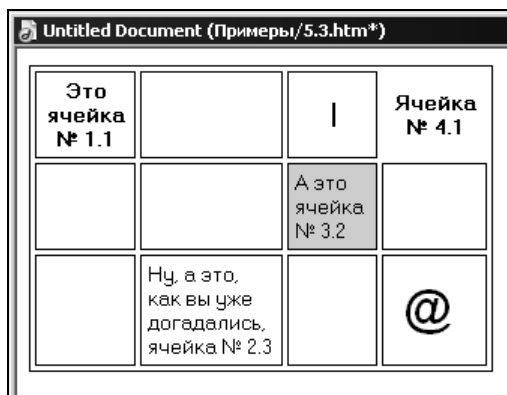 Untitled Document (Примеры/5.3.htm*)
Это
ячейка
№ 1.1
Ячейка
№ 4.1
А это
ячейка
№ 3.2
Ну, а это,
как вы уже
догадались,
ячейка № 2.3
@